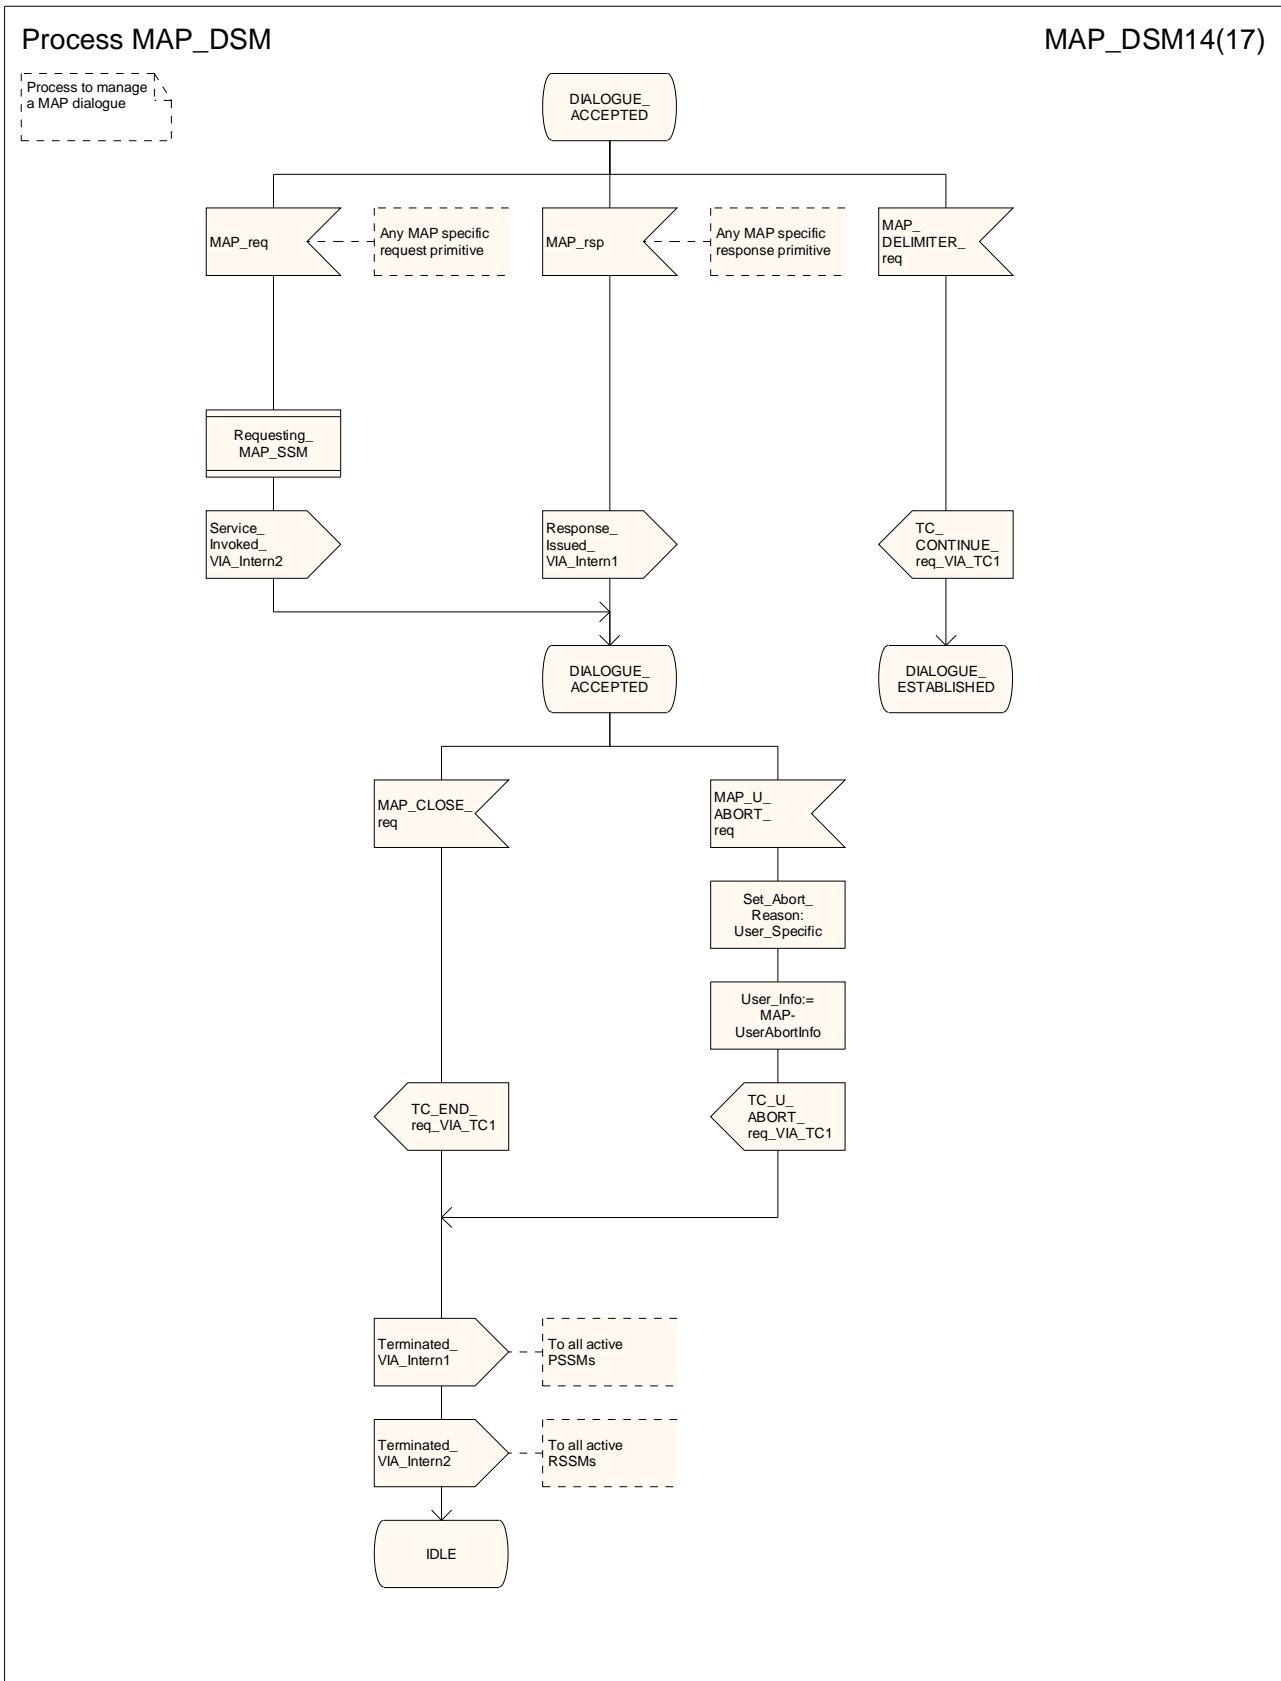 Process MAP_DSM
MAP_DSM14(17)
Process to manage
a MAP dialogue
DIALOGUE_
ACCEPTED
MAP_req
Any MAP specific
request primitive
MAP_rsp
Any MAP specific
response primitive
MAP_
DELIMITER_
req
Requesting_
MAP_SSM
Service_
Invoked_
VIA_Intern2
Response_
Issued_
VIA_Intern1
TC_
CONTINUE_
req_VIA_TC1
DIALOGUE_
ACCEPTED
DIALOGUE_
ESTABLISHED
MAP_CLOSE_
req
MAP_U_
ABORT_
req
Set_Abort_
Reason:
User_Specific
User_Info:=
MAP-
UserAbortInfo
TC_END_
req_VIA_TC1
TC_U_
ABORT_
req_VIA_TC1
Terminated_
VIA_Intern1
To all active
PSSMs
Terminated_
VIA_Intern2
To all active
RSSMs
IDLE